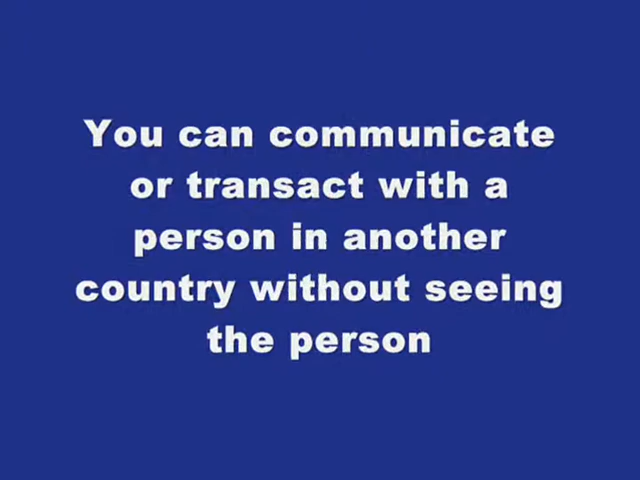 You can communicate
or transact with a
person in another
country without seeing
the person